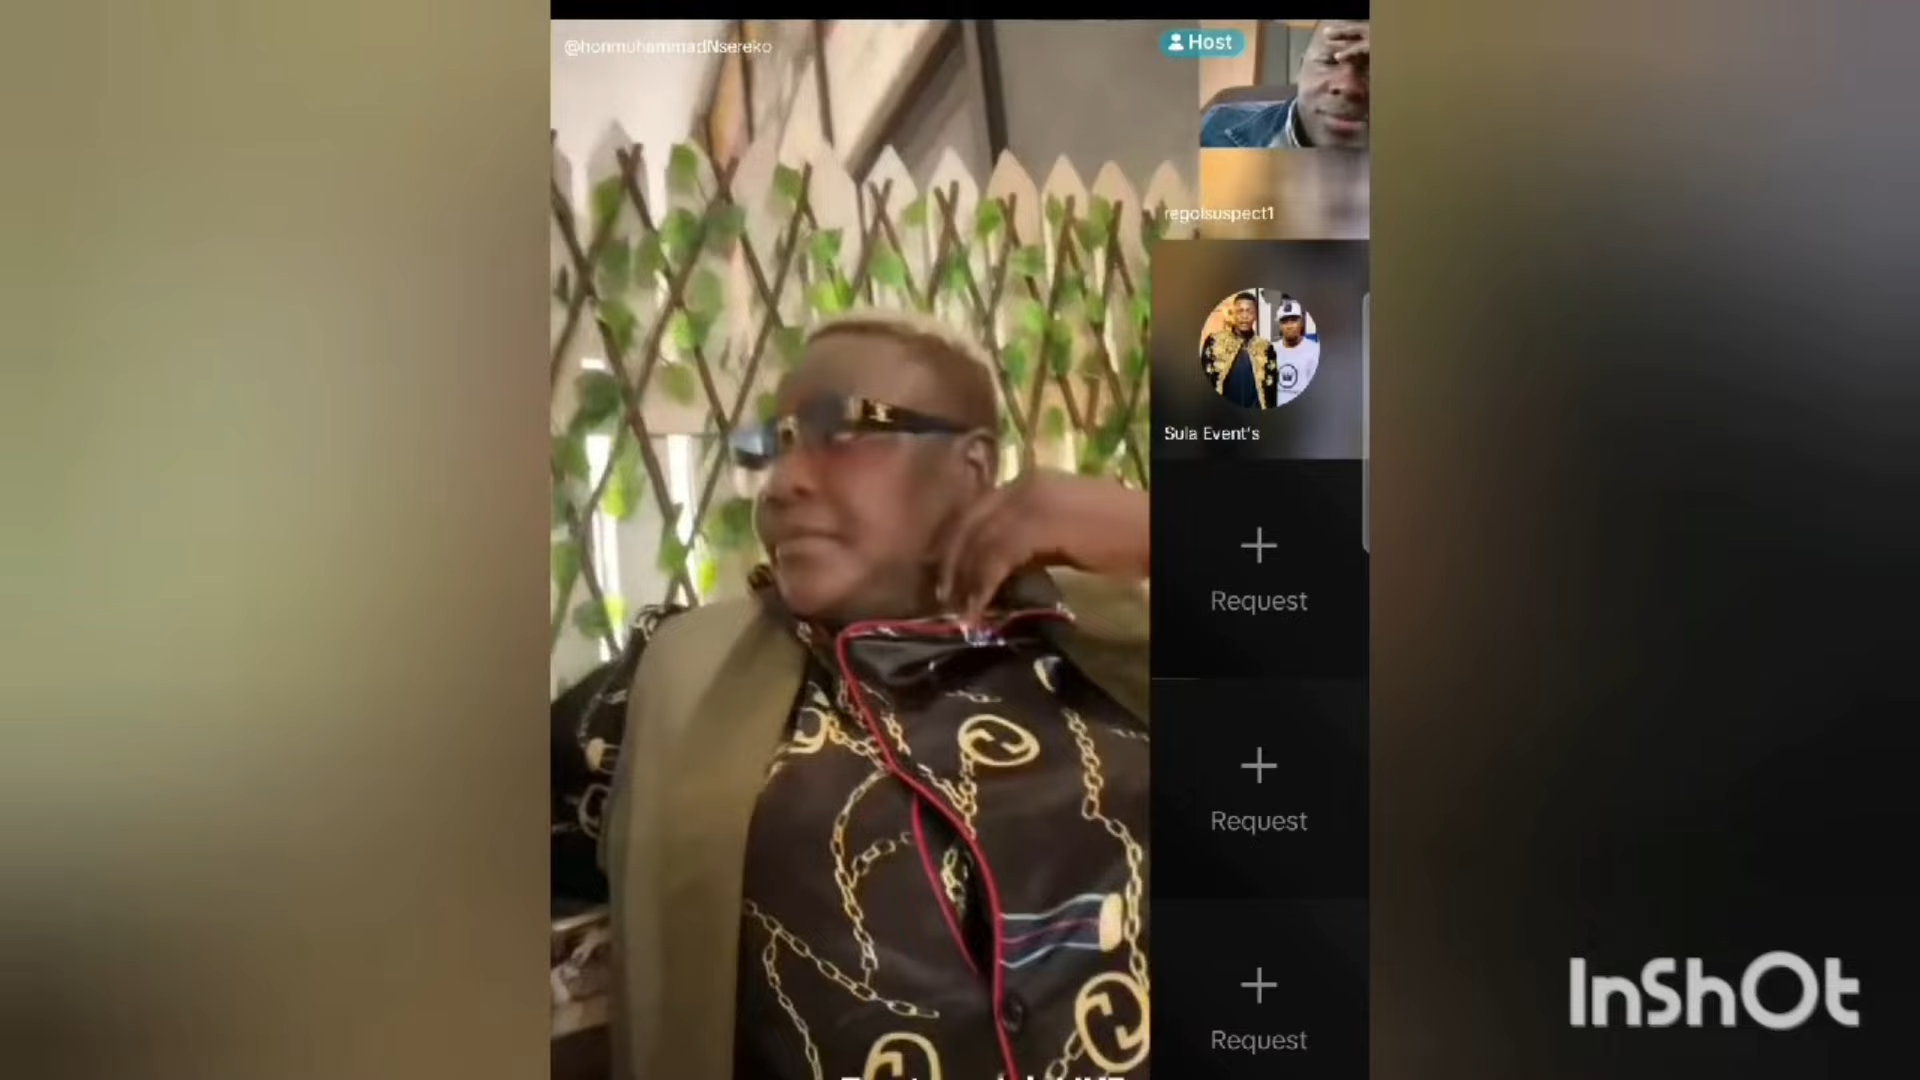 @honmuhammadNsereko
Host
regolsuspect1
Sula Event's
Request
Request
Request
InShOt